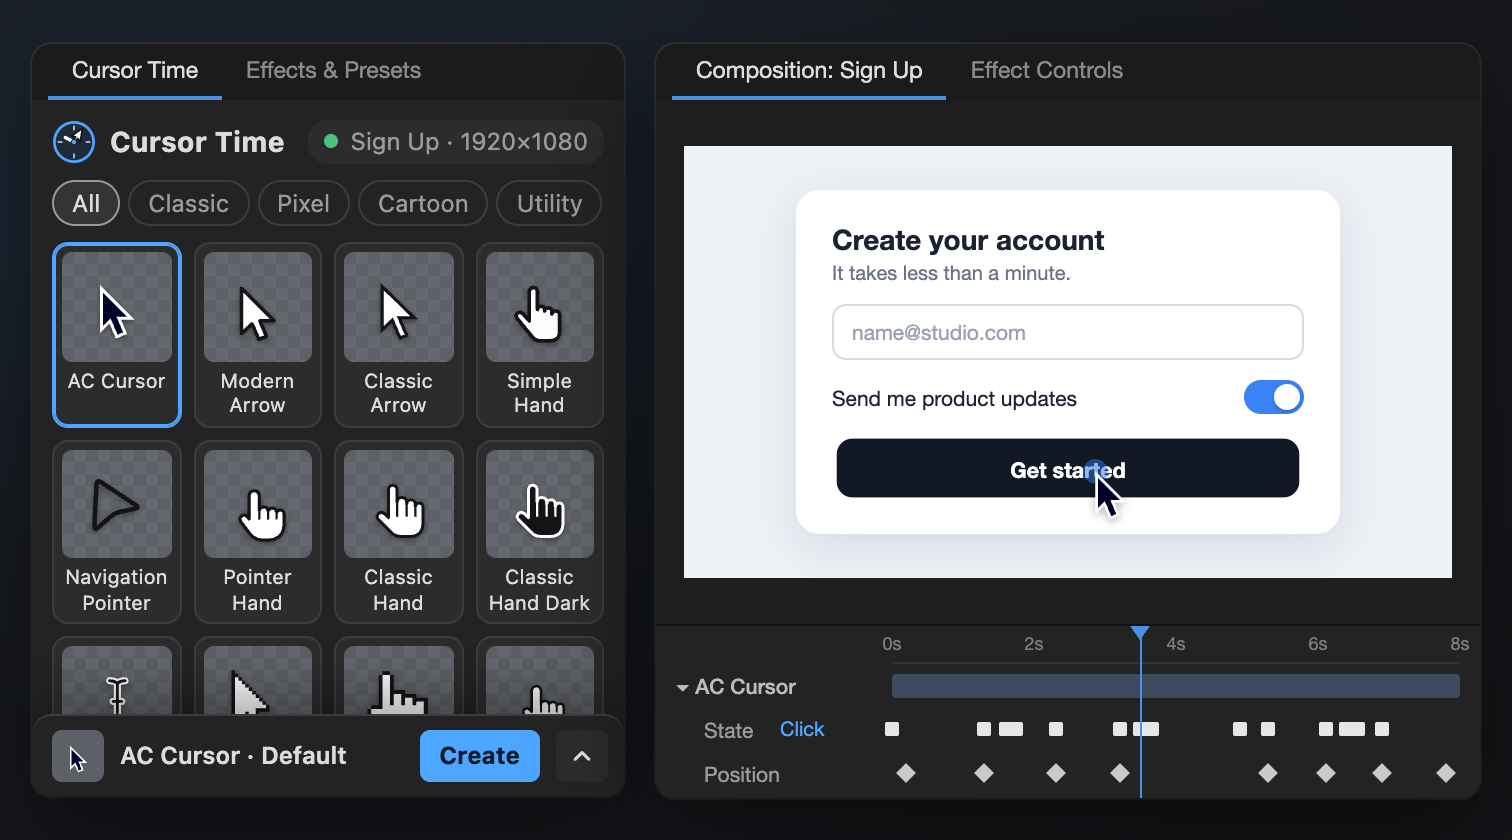 Cursor Time
Effects & Presets
Cursor Time
Sign Up · 1920×1080
All
Classic
Pixel
Cartoon
Utility
AC Cursor
Modern
Arrow
Classic
Arrow
Simple
Hand
Navigation
Pointer
Pointer
Hand
Classic
Hand
Classic
Hand Dark
AC Cursor · Default
Create
Composition: Sign Up
Effect Controls
Create your account
It takes less than a minute.
name@studio.com
Send me product updates
Get started
0s
2s
4s
6s
8s
AC Cursor
State
Click
Position